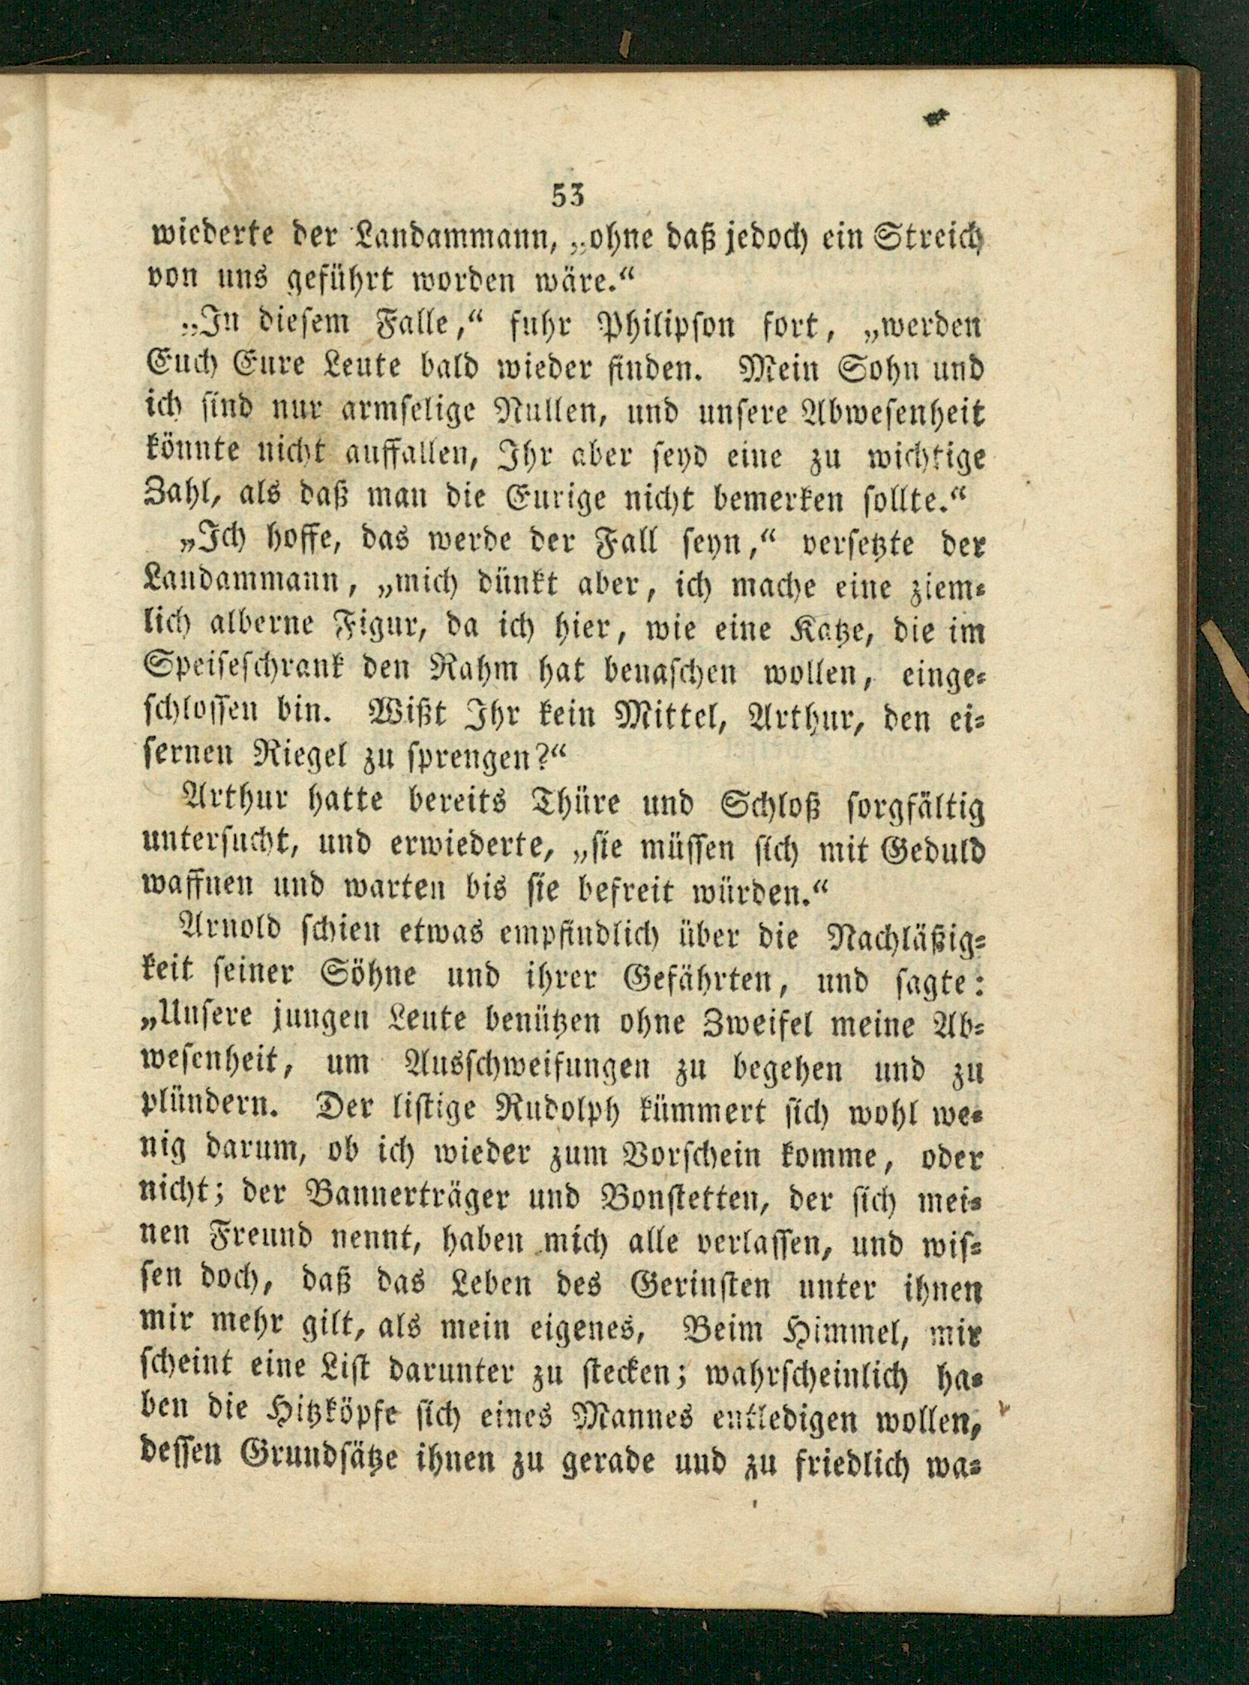 53
wiederte der Landammann, „ohne daß jedoch ein Streich
von uns geführt worden wäre.“
„In diesem Falle,“ fuhr Philipson fort, „werden
Euch Eure Leute bald wieder finden. Mein Sohn und
ich sind nur armselige Nullen, und unsere Abwesenheit
könnte nicht auffallen, Ihr aber seyd eine zu wichtige
Zahl, als daß man die Eurige nicht bemerken sollte.“
„Ich hoffe, das werde der Fall seyn,“ versetzte der
Landammann, „mich dünkt aber, ich mache eine ziem-
lich alberne Figur, da ich hier, wie eine Katze, die im
Speiseschrank den Rahm hat benaschen wollen, einge-
schlossen bin. Wißt Ihr kein Mittel, Arthur, den ei-
sernen Riegel zu sprengen?“
Arthur hatte bereits Thüre und Schloß sorgfältig
untersucht, und erwiederte, „sie müssen sich mit Geduld
waffnen und warten bis sie befreit würden.“
Arnold schien etwas empfindlich über die Nachläßig-
keit seiner Söhne und ihrer Gefährten, und sagte:
„Unsere jungen Leute benützen ohne Zweifel meine Ab-
wesenheit, um Ausschweifungen zu begehen und zu
plündern. Der listige Rudolph kümmert sich wohl we-
nig darum, ob ich wieder zum Vorschein komme, oder
nicht; der Bannerträger und Bonstetten, der sich mei-
nen Freund nennt, haben mich alle verlassen, und wis-
sen doch, daß das Leben des Gerinsten unter ihnen
mir mehr gilt, als mein eigenes, Beim Himmel, mir
scheint eine List darunter zu stecken; wahrscheinlich ha-
ben die Hitzköpfe sich eines Mannes entledigen wollen,
dessen Grundsätze ihnen zu gerade und zu friedlich wa-